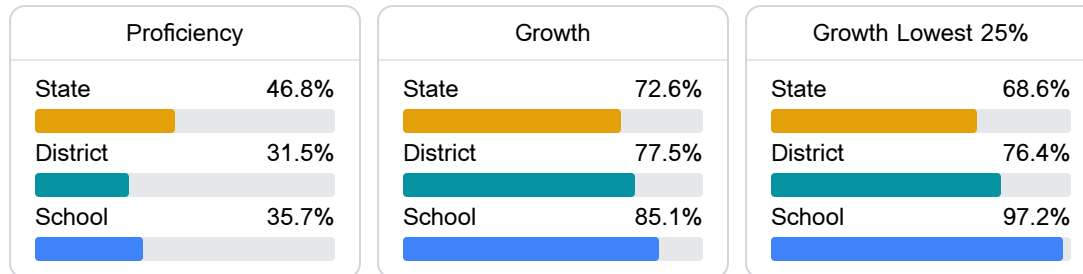 Proficiency
State 46.8%
District 31.5%
School 35.7%
Growth
State 72.6%
District 77.5%
School 85.1%
Growth Lowest 25%
State 68.6%
District 76.4%
School 97.2%